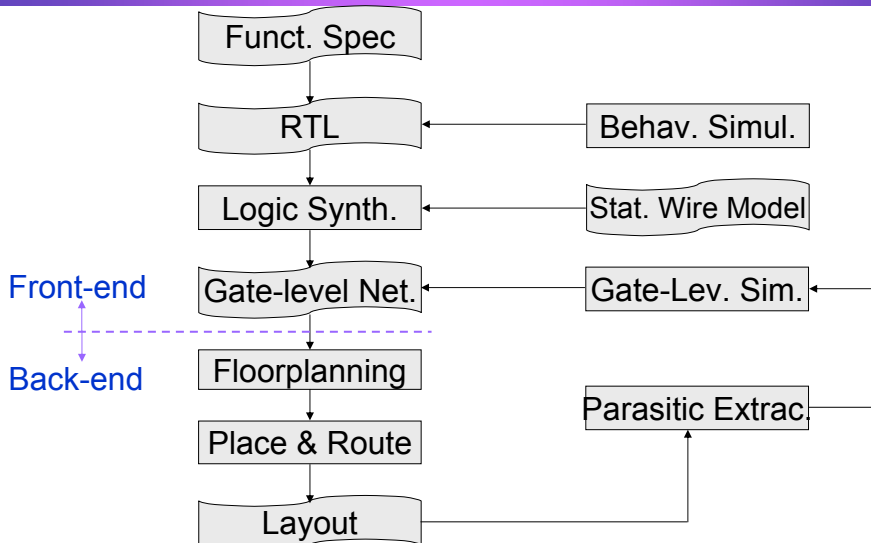 Funct. Spec
RTL
Behav. Simul.
Logic Synth.
Stat. Wire Model
Front-end
Gate-level Net.
Gate-Lev. Sim.
Back-end
Floorplanning
Parasitic Extrac.
Place & Route
Layout